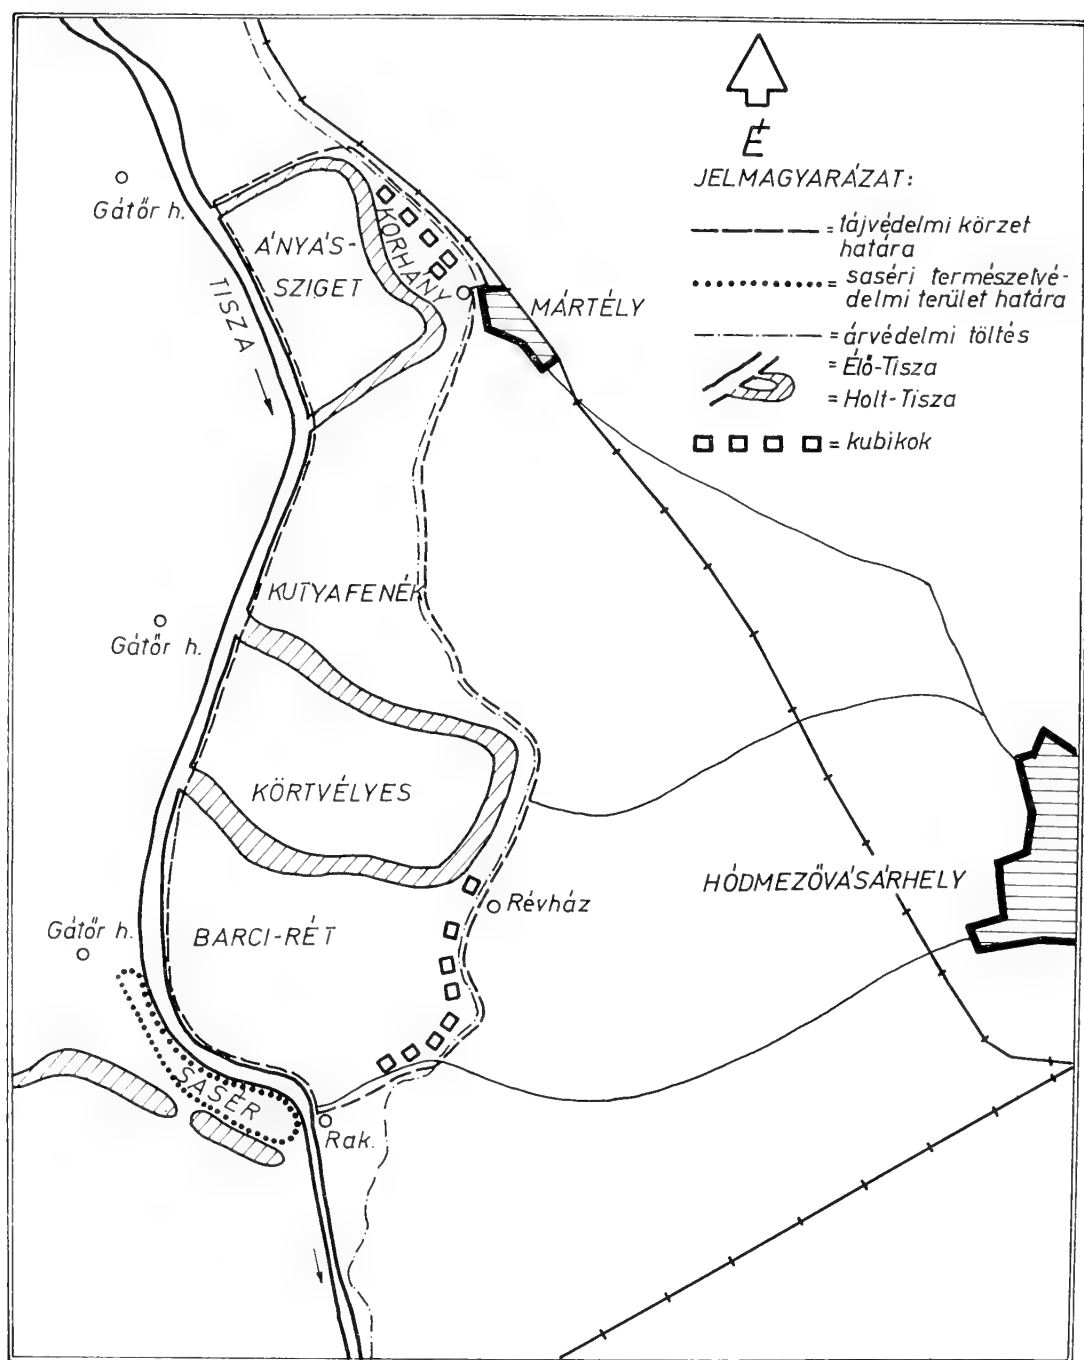 É
JELMAGYARÁZAT:
= tájvédelmi körzet
határa
= saséri természetvé-
delmi terület határa
= árvédelmi töltés
= Élő-Tisza
= Holt-Tisza
= kubikok
Gátőr h.
ÁNYÁS-
SZIGET
KORHÁNY
TISZA
MÁRTÉLY
KUTYAFENÉK
Gátőr h.
KÖRTVÉLYES
HÓDMEZŐVÁSÁRHELY
Révház
Gátőr h.
BARCI-RÉT
SASÉR
Rak.